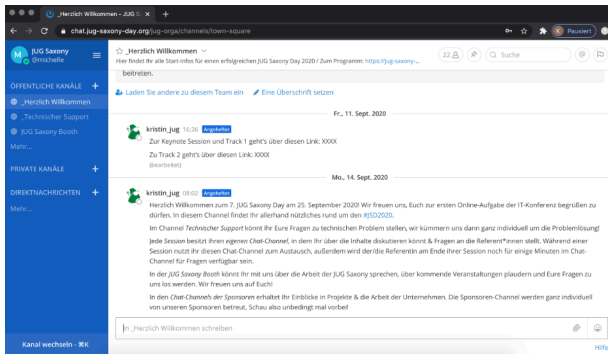 _Herzlich Willkommen - JUG S
chat.jug-saxony-day.org/jug-orga/channels/town-square
Pausiert
M
JUG Saxony
@michelle
_Herzlich Willkommen
22
Suche
Hier findet Ihr alle Start-Infos für einen erfolgreichen JUG Saxony Day 2020 / Zum Programm: https://jug-saxony-...
ÖFFENTLICHE KANÄLE +
_Herzlich Willkommen
_Technischer Support
JUG Saxony Booth
Mehr...
PRIVATE KANÄLE +
DIREKTNACHRICHTEN +
Mehr...
Kanal wechseln - ⌘K
beitreten.
Laden Sie andere zu diesem Team ein
Eine Überschrift setzen
Fr., 11. Sept. 2020
kristin_jug 16:26 Angeheftet
Zur Keynote Session und Track 1 geht's über diesen Link: XXXX
Zu Track 2 geht's über diesen Link: XXXX
(Bearbeitet)
Mo., 14. Sept. 2020
kristin_jug 08:02 Angeheftet
Herzlich Willkommen zum 7. JUG Saxony Day am 25. September 2020! Wir freuen uns, Euch zur ersten Online-Aufgabe der IT-Konferenz begrüßen zu
dürfen. In diesem Channel findet Ihr allerhand nützliches rund um den #JSD2020.
Im Channel Technischer Support könnt Ihr Eure Fragen zu technischen Problem stellen, wir kümmern uns dann ganz individuell um die Problemlösung!
Jede Session besitzt ihren eigenen Chat-Channel, in dem Ihr über die Inhalte diskutieren könnt & Fragen an die Referent*innen stellt. Während einer
Session nutzt ihr diesen Chat-Channel zum Austausch, außerdem wird der/die Referentin am Ende ihrer Session noch für einige Minuten im Chat-
Channel für Fragen verfügbar sein.
In der JUG Saxony Booth könnt Ihr mit uns über die Arbeit der JUG Saxony sprechen, über kommende Veranstaltungen plaudern und Eure Fragen zu
uns los werden. Wir freuen uns auf Euch!
In den Chat-Channels der Sponsoren erhaltet Ihr Einblicke in Projekte & die Arbeit der Unternehmen. Die Sponsoren-Channel werden ganz individuell
von unseren Sponsoren betreut. Schau also unbedingt mal vorbei!
In _Herzlich Willkommen schreiben
Hilfe